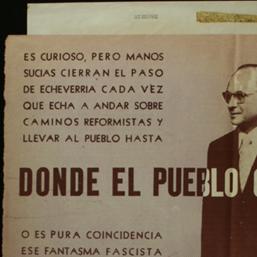 ES CURIOSO, PERO MANOS
SUCIAS CIERRAN EL PASO
DE ECHEVERRIA CADA VEZ
QUE ECHA A ANDAR SOBRE
CAMINOS REFORMISTAS Y
LLEVAR AL PUEBLO HASTA
DONDE EL PUEBLO
O ES PURA COINCIDENCIA
ESE FANTASMA FASCISTA